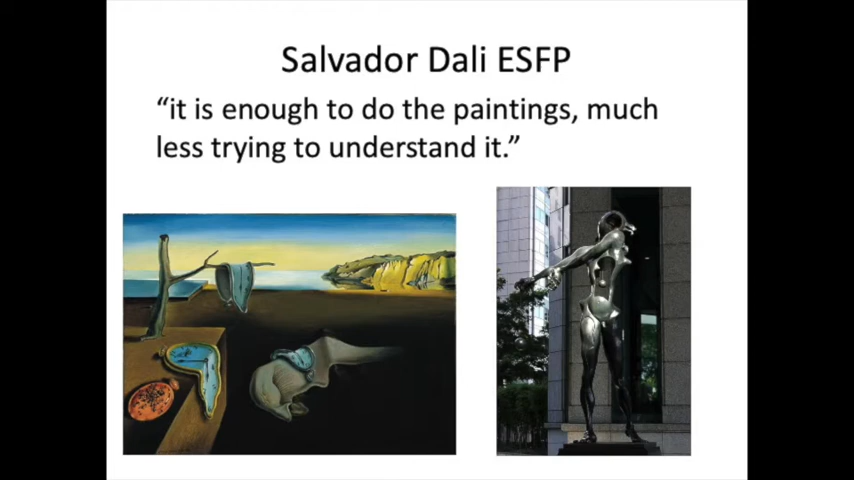 Salvador Dali ESFP
“it is enough to do the paintings, much
less trying to understand it.”